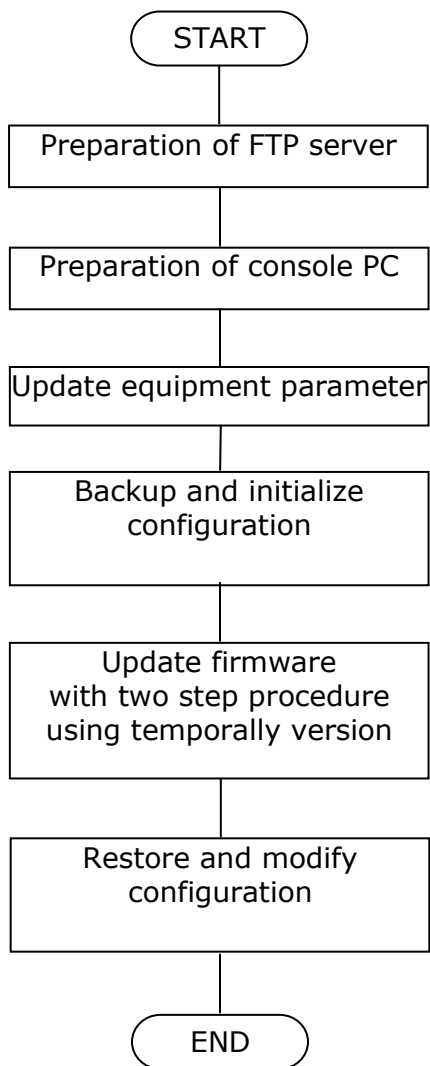 START
Preparation of FTP server
Preparation of console PC
Update equipment parameter
Backup and initialize
configuration
Update firmware
with two step procedure
using temporally version
Restore and modify
configuration
END